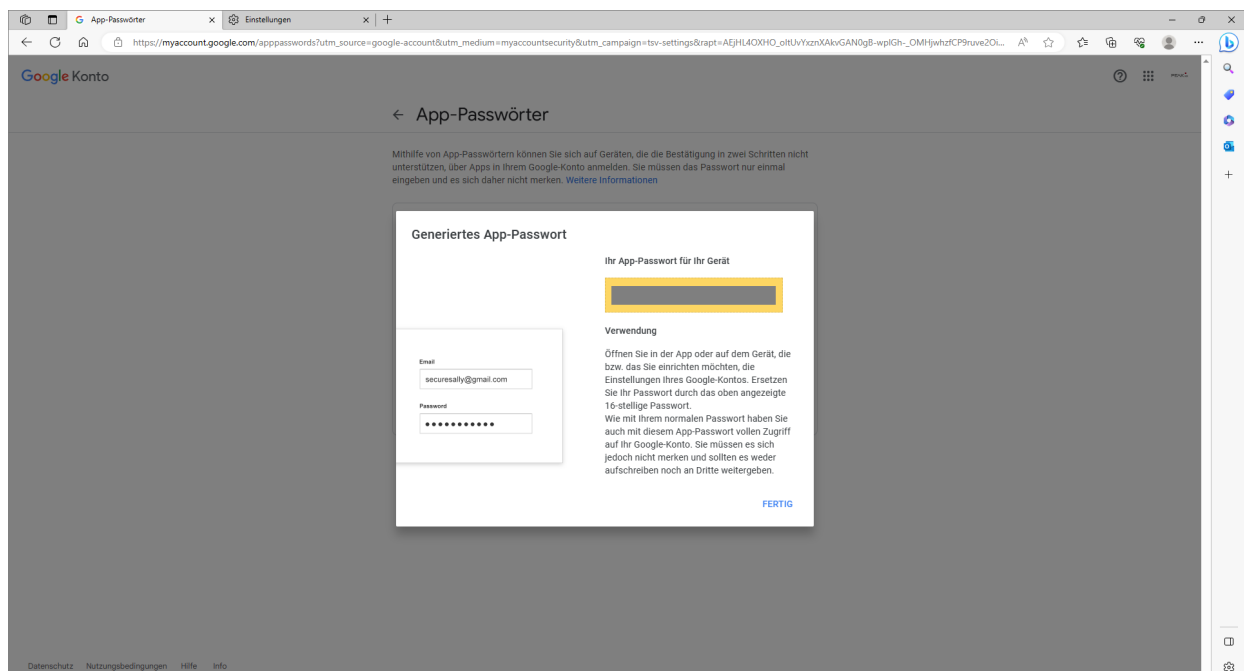 App-Passwörter
Einstellungen
https://myaccount.google.com/apppasswords?utm_source=google-account&utm_medium=myaccountsecurity&utm_campaign=tsv-settings&rapt=
Google Konto
App-Passwörter
Mithilfe von App-Passwörtern können Sie sich auf Geräten, die die Bestätigung in zwei Schritten nicht
unterstützen, über Apps in Ihrem Google-Konto anmelden. Sie müssen das Passwort nur einmal
eingeben und es sich daher nicht merken. Weitere Informationen
Generiertes App-Passwort
Ihr App-Passwort für Ihr Gerät
Email
securesally@gmail.com
Password
Verwendung
Öffnen Sie in der App oder auf dem Gerät, die
bzw. das Sie einrichten möchten, die
Einstellungen Ihres Google-Kontos. Ersetzen
Sie Ihr Passwort durch das oben angezeigte
16-stellige Passwort.
Wie mit Ihrem normalen Passwort haben Sie
auch mit diesem App-Passwort vollen Zugriff
auf Ihr Google-Konto. Sie müssen es sich
jedoch nicht merken und sollten es weder
aufschreiben noch an Dritte weitergeben.
FERTIG
Datenschutz Nutzungsbedingungen Hilfe Info